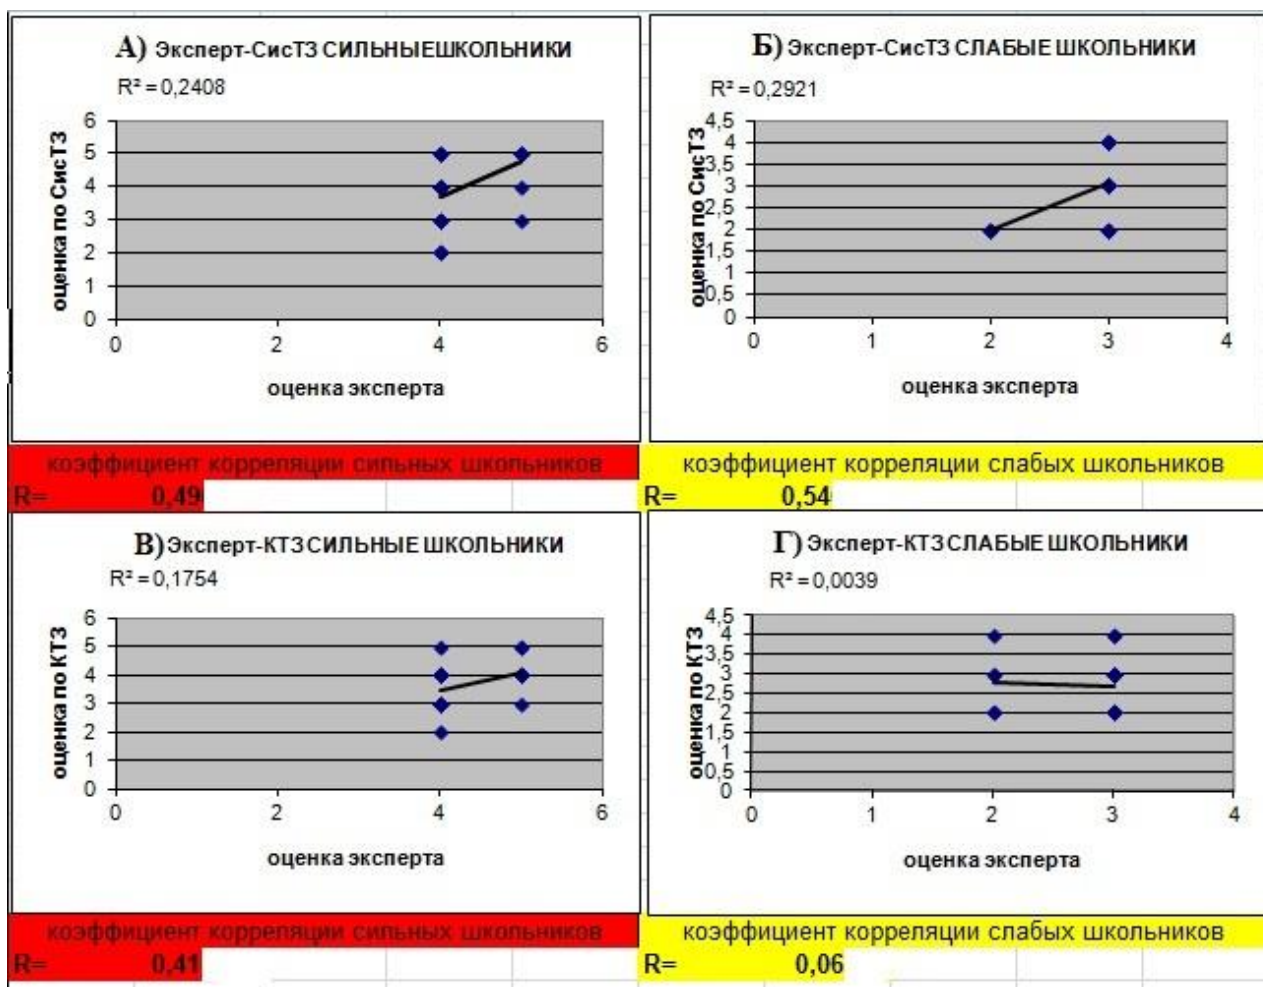 А) Эксперт-СисТЗ СИЛЬНЫЕШКОЛЬНИКИ
R² = 0,2408
оценка по СисТЗ
6
5
4
3
2
1
0
0 2 4 6
оценка эксперта
Б) Эксперт-СисТЗ СЛАБЫЕ ШКОЛЬНИКИ
R² = 0,2921
оценка по СисТЗ
4,5
4
3,5
3
2,5
2
1,5
1
0,5
0
0 1 2 3 4
оценка эксперта
коэффициент корреляции сильных школьников
R= 0,49
коэффициент корреляции слабых школьников
R= 0,54
В) Эксперт-КТЗ СИЛЬНЫЕ ШКОЛЬНИКИ
R² = 0,1754
оценка по КТЗ
6
5
4
3
2
1
0
0 2 4 6
оценка эксперта
Г) Эксперт-КТЗ СЛАБЫЕ ШКОЛЬНИКИ
R² = 0,0039
оценка по КТЗ
4,5
4
3,5
3
2,5
2
1,5
1
0,5
0
0 1 2 3 4
оценка эксперта
коэффициент корреляции сильных школьников
R= 0,41
коэффициент корреляции слабых школьников
R= 0,06